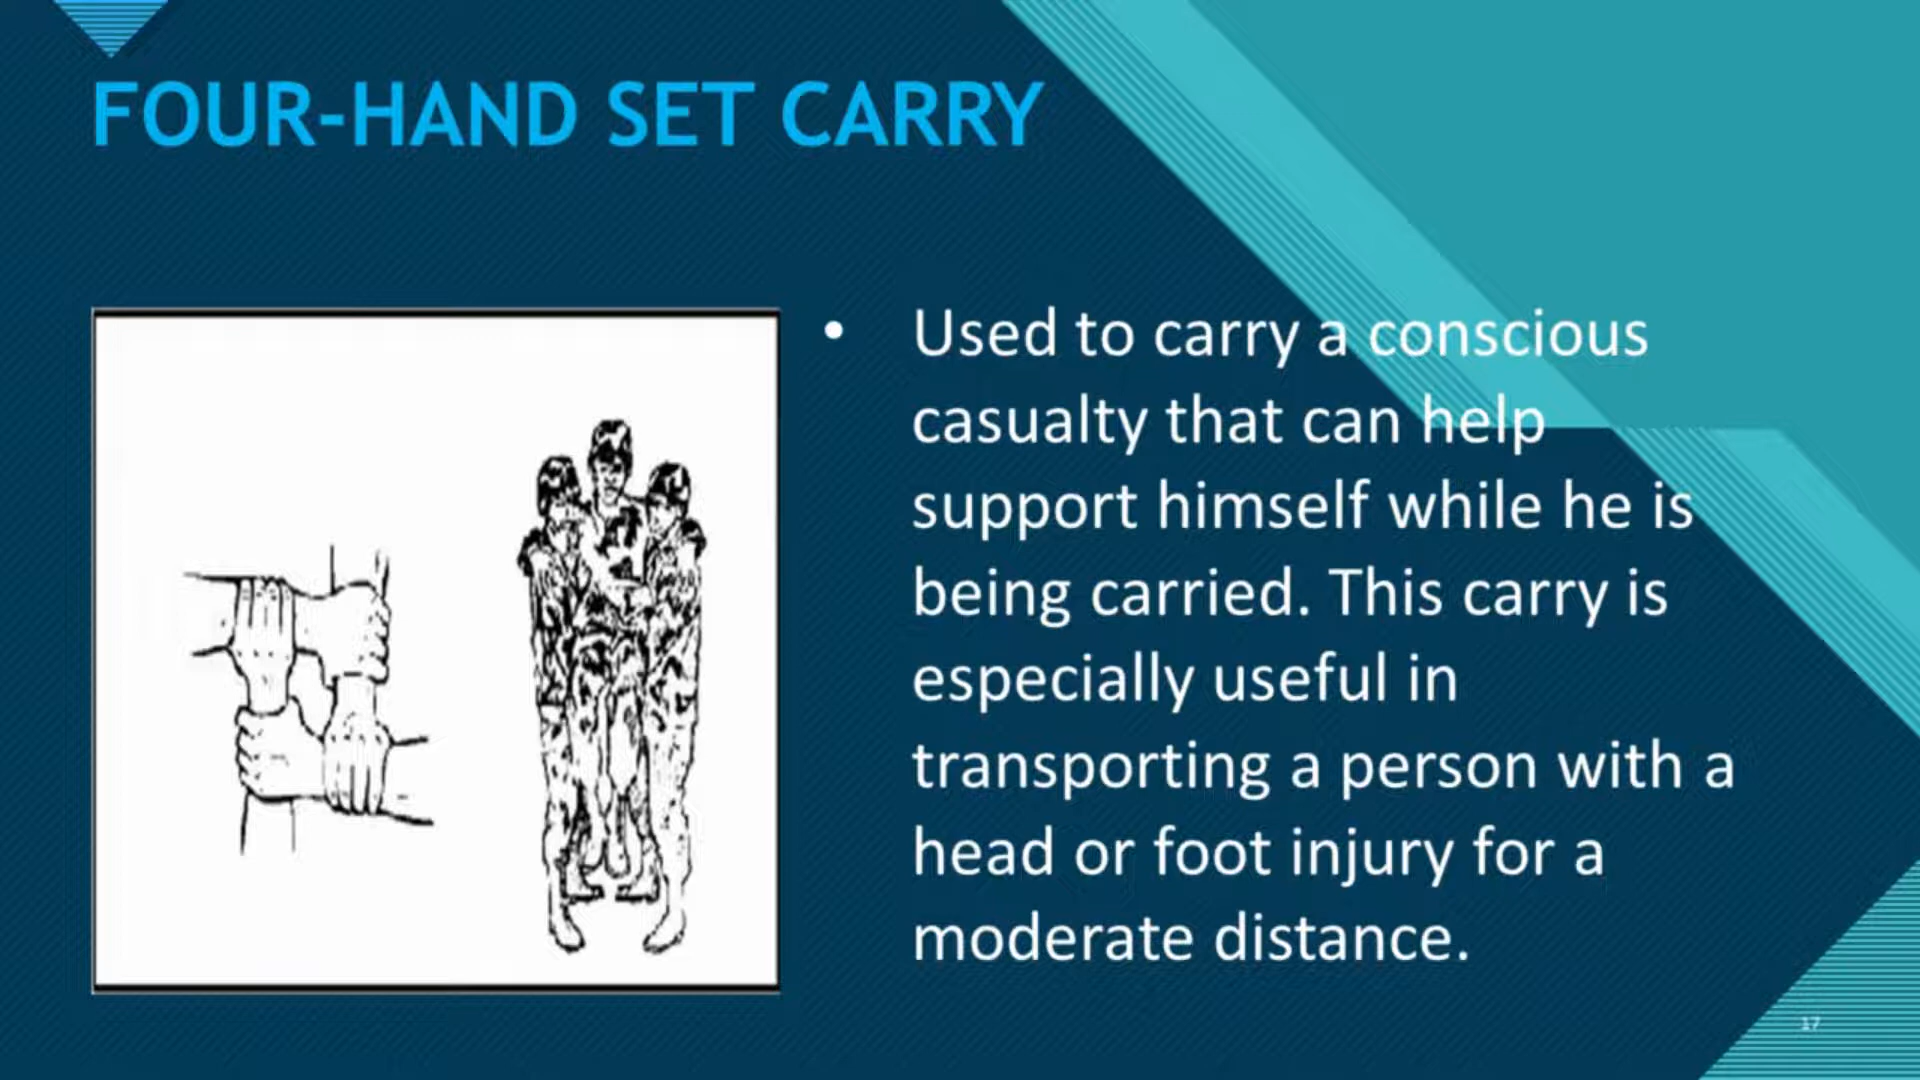 FOUR-HAND SET CARRY
• Used to carry a conscious
casualty that can help
support himself while he is
being carried. This carry is
especially useful in
transporting a person with a
head or foot injury for a
moderate distance.
17